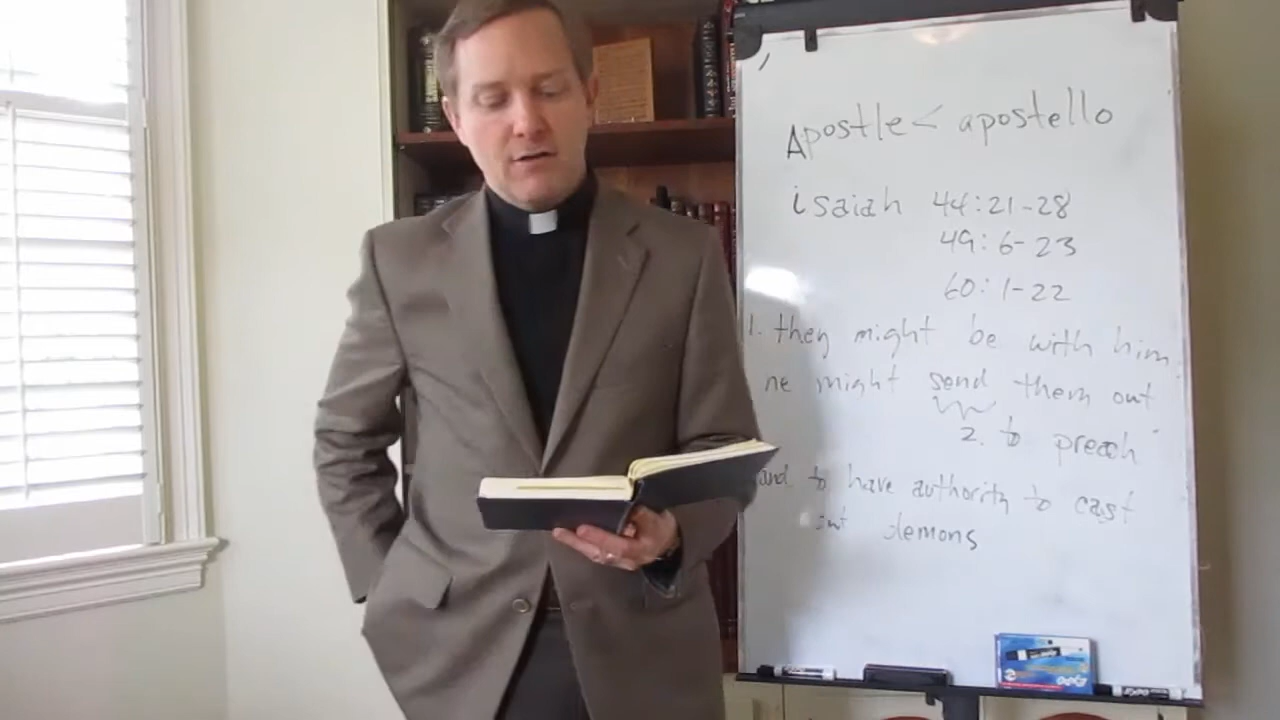 Apostle < apostello
isaiah 44:21-28
49:6-23
60:1-22
1. they might be with him
he might send them out
2. to preach
and to have authority to cast
out demons
EXPO